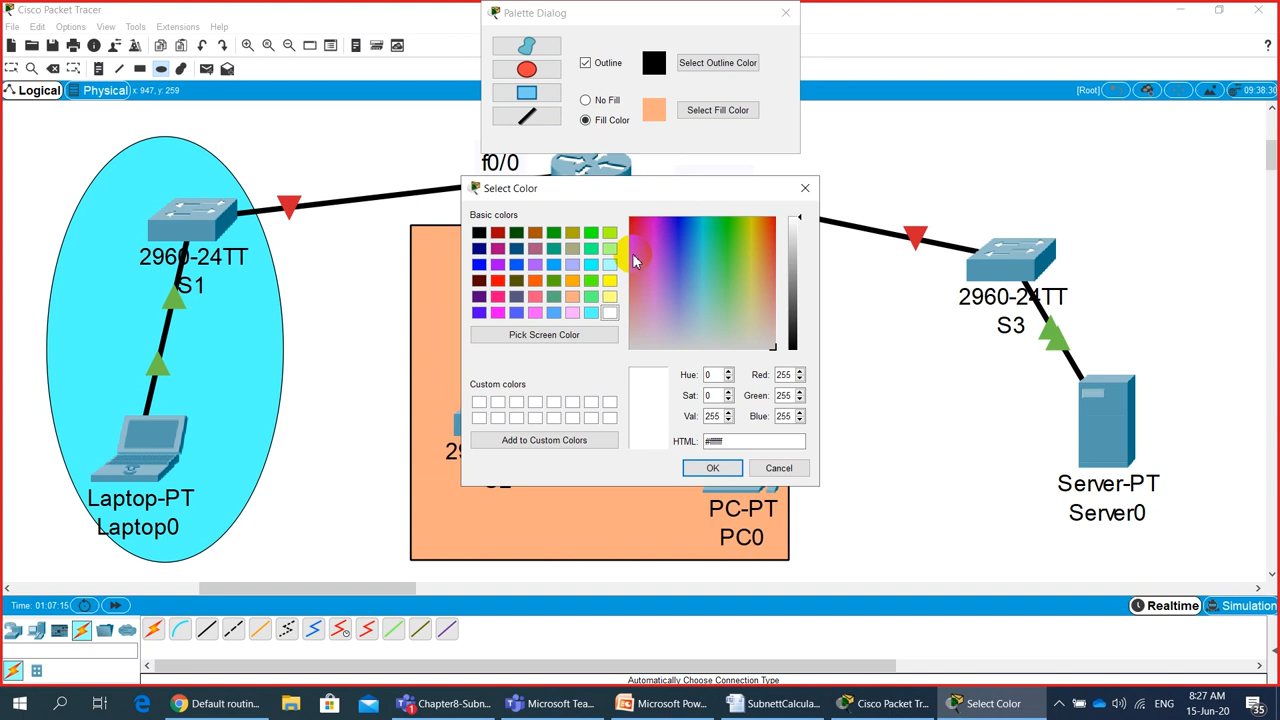 Cisco Packet Tracer
File Edit Options View Tools Extensions Help
Palette Dialog
Outline
Select Outline Color
No Fill
Fill Color
Select Fill Color
Logical
Physical x: 947, y: 259
[Root]
09:38:30
f0/0
2960-24TT
S1
Laptop-PT
Laptop0
Select Color
Basic colors
Pick Screen Color
Custom colors
Add to Custom Colors
Hue: 0
Red: 255
Sat: 0
Green: 255
Val: 255
Blue: 255
HTML: #ffffff
OK
Cancel
PC-PT
PC0
2960-24TT
S3
Server-PT
Server0
Time: 01:07:15
Realtime
Simulation
Automatically Choose Connection Type
Default routin...
Chapter8-Subn...
Microsoft Tea...
Microsoft Pow...
SubnettCalcula...
Cisco Packet Tr...
Select Color
ENG
8:27 AM
15-Jun-20
35